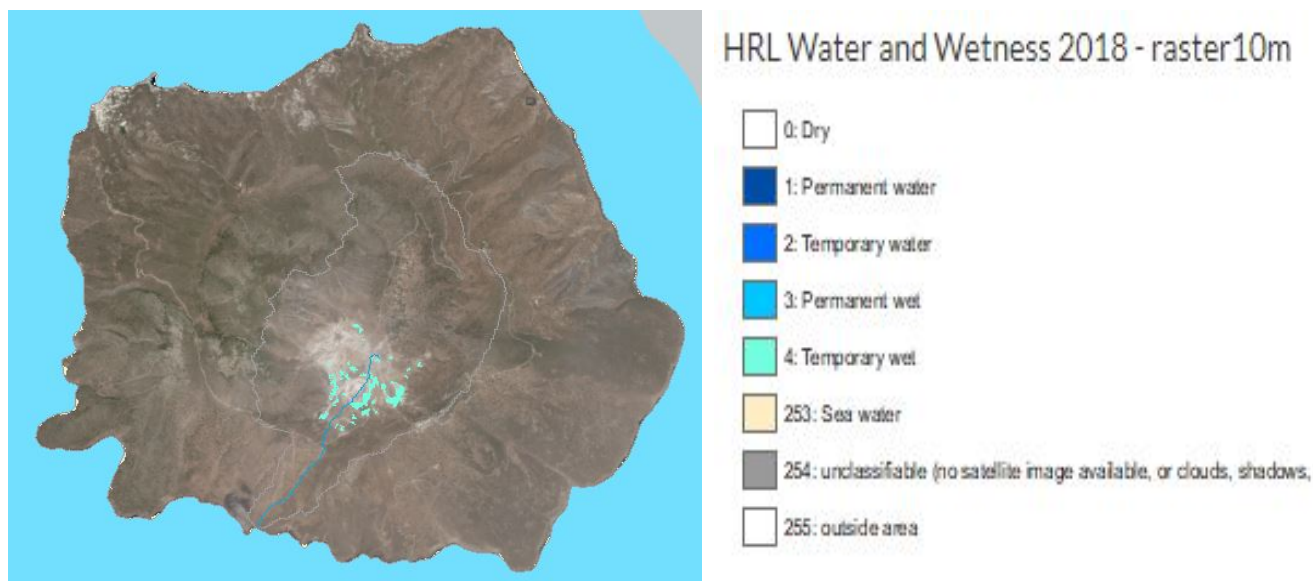 HRL Water and Wetness 2018 - raster10m
0: Dry
1: Permanent water
2: Temporary water
3: Permanent wet
4: Temporary wet
253: Sea water
254: unclassifiable (no satellite image available, or clouds, shadows,
255: outside area